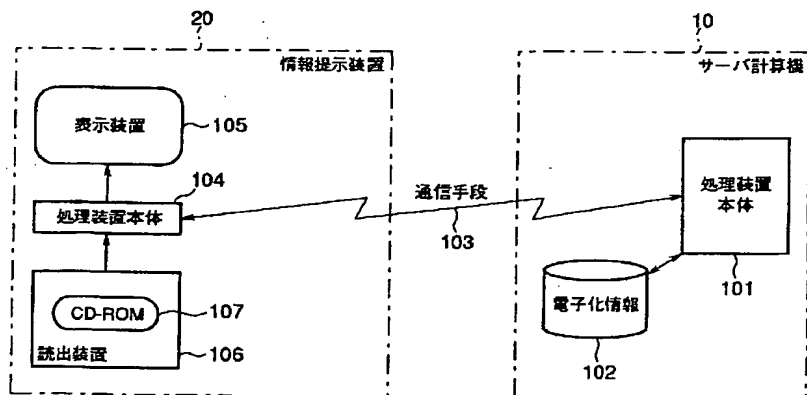 20
情報提示装置
表示装置
105
104
処理装置本体
CD-ROM
107
読出装置
106
通信手段
103
10
サーバ計算機
処理装置
本体
101
電子化情報
102